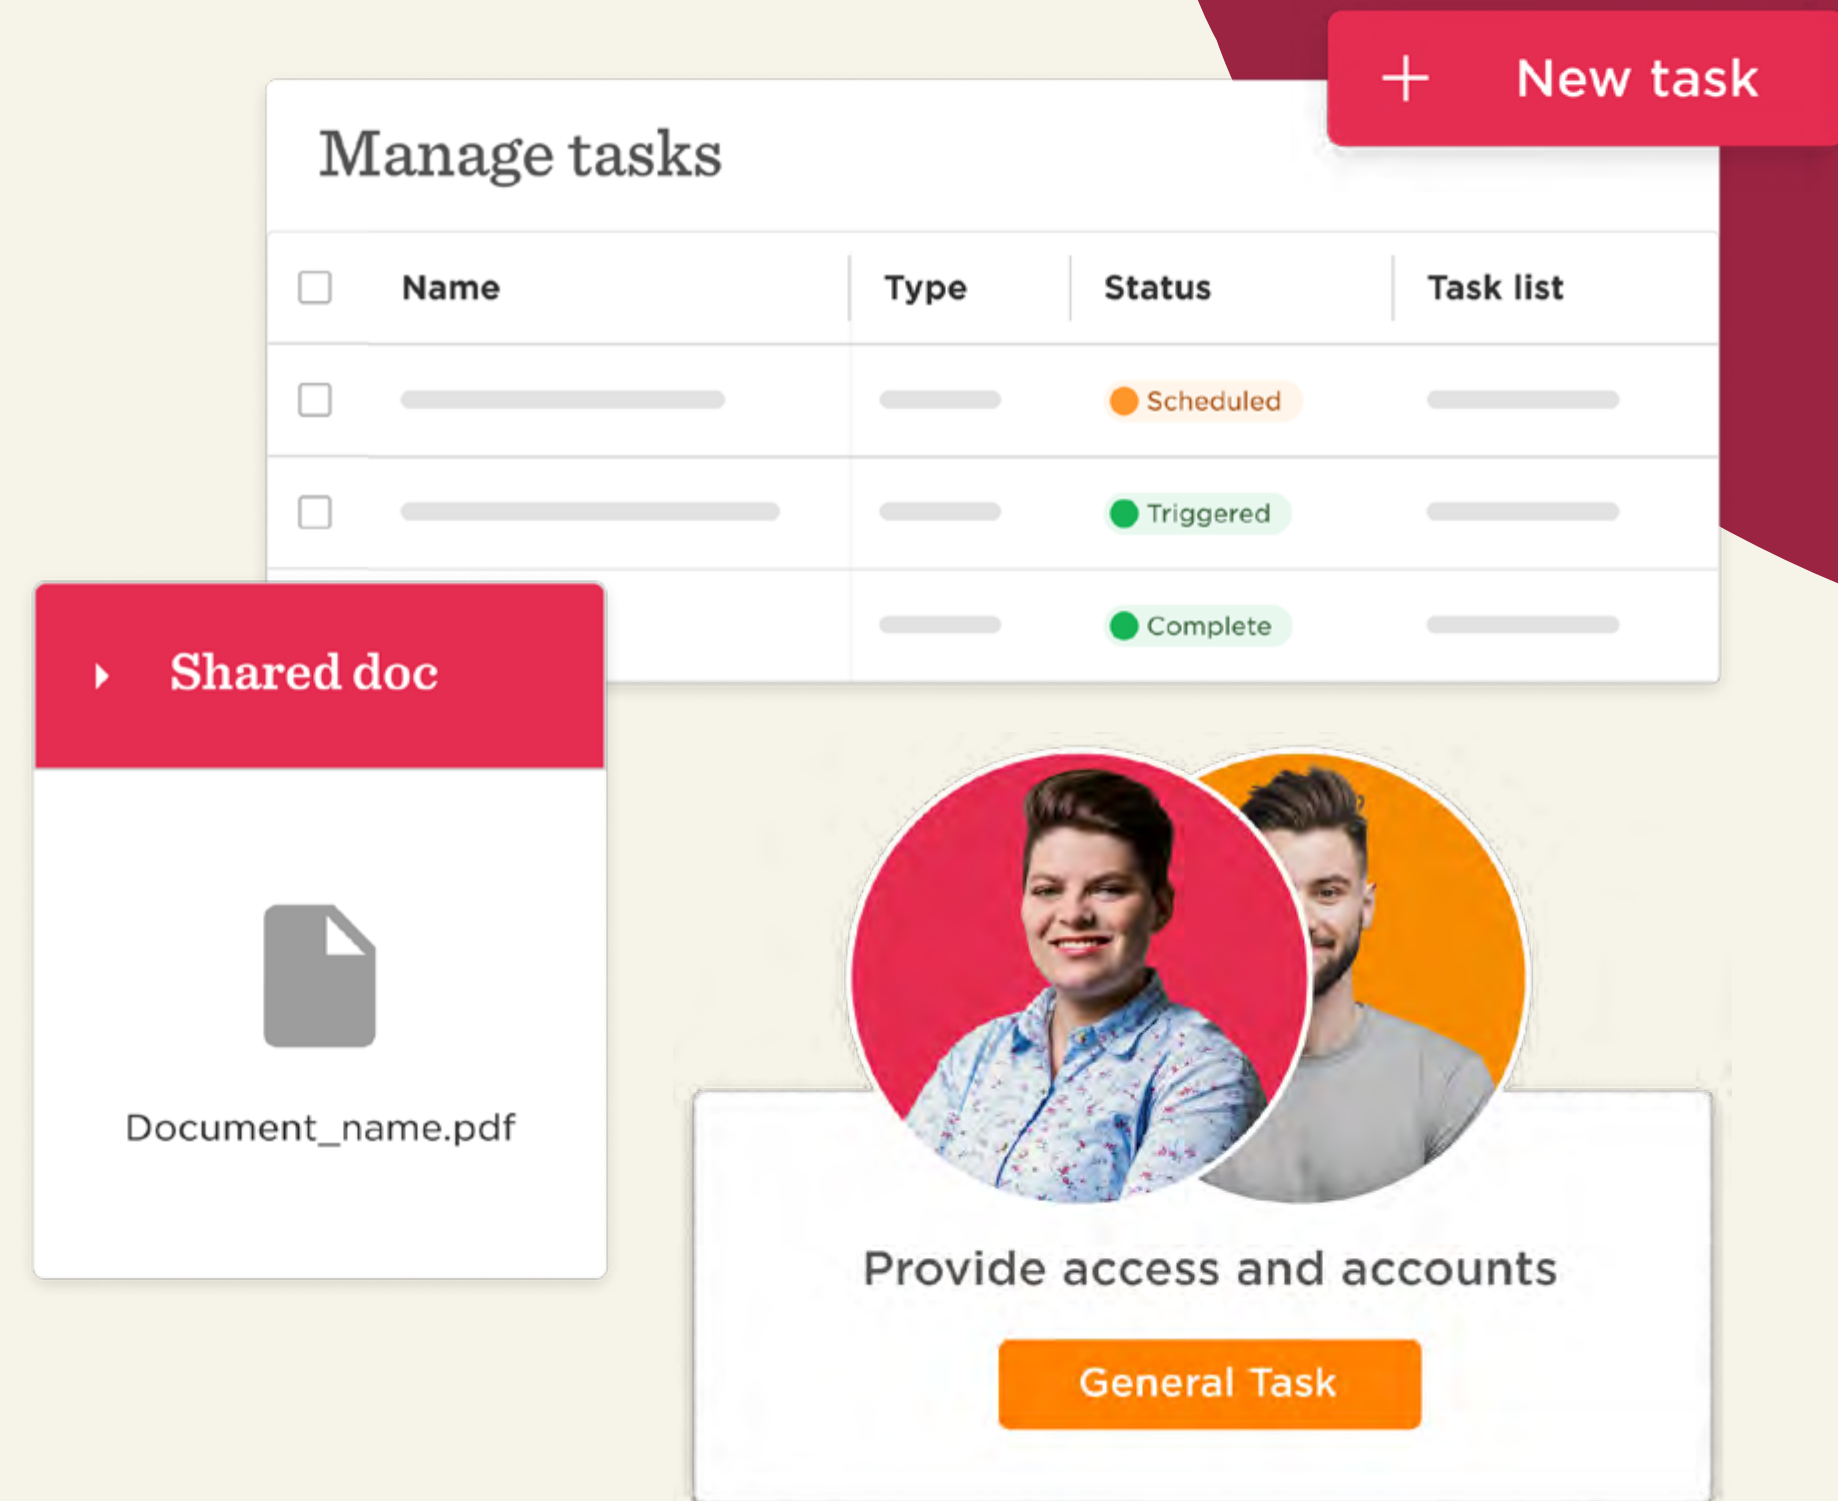 + New task
Manage tasks
Name Type Status Task list
Scheduled
Triggered
Complete
Shared doc
Document_name.pdf
Provide access and accounts
General Task